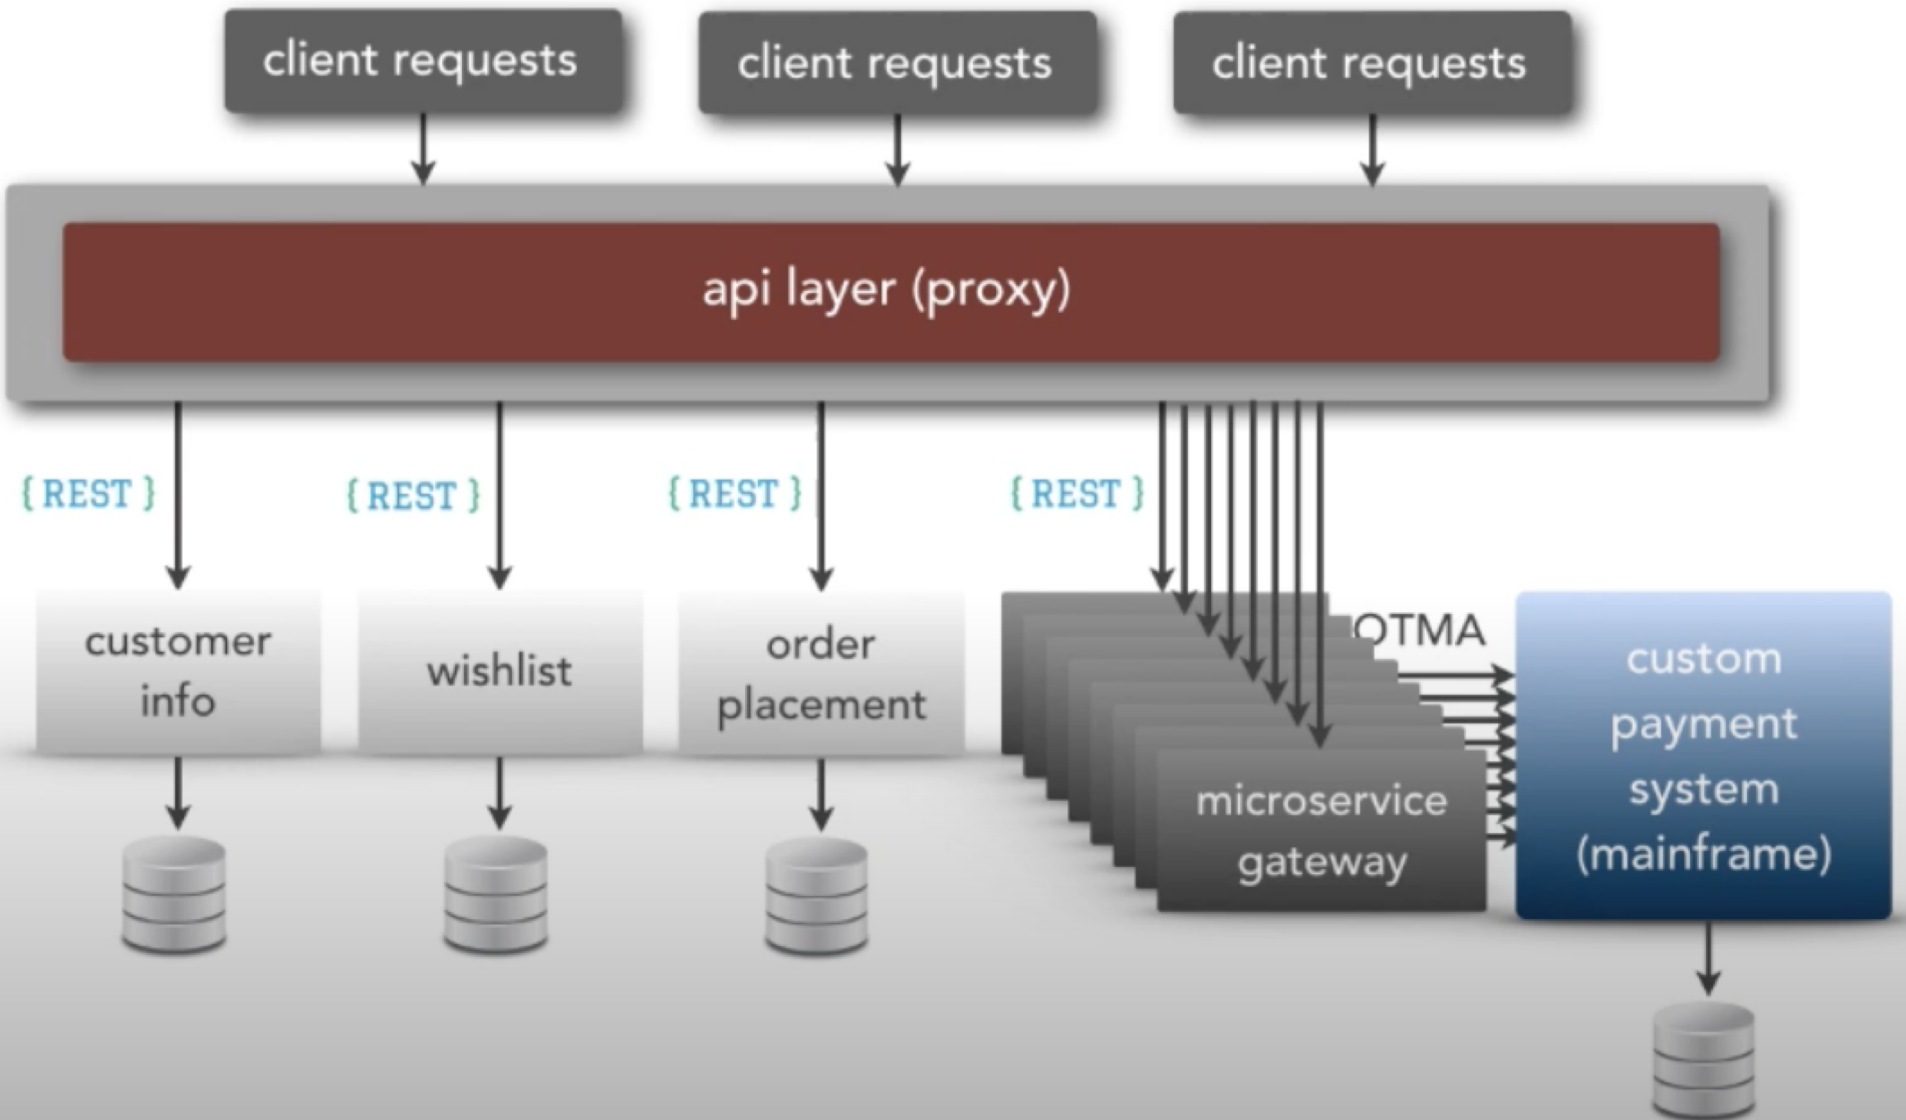 client requests
client requests
client requests
api layer (proxy)
{ REST }
{ REST }
{ REST }
{ REST }
customer
info
wishlist
order
placement
OTMA
microservice
gateway
custom
payment
system
(mainframe)